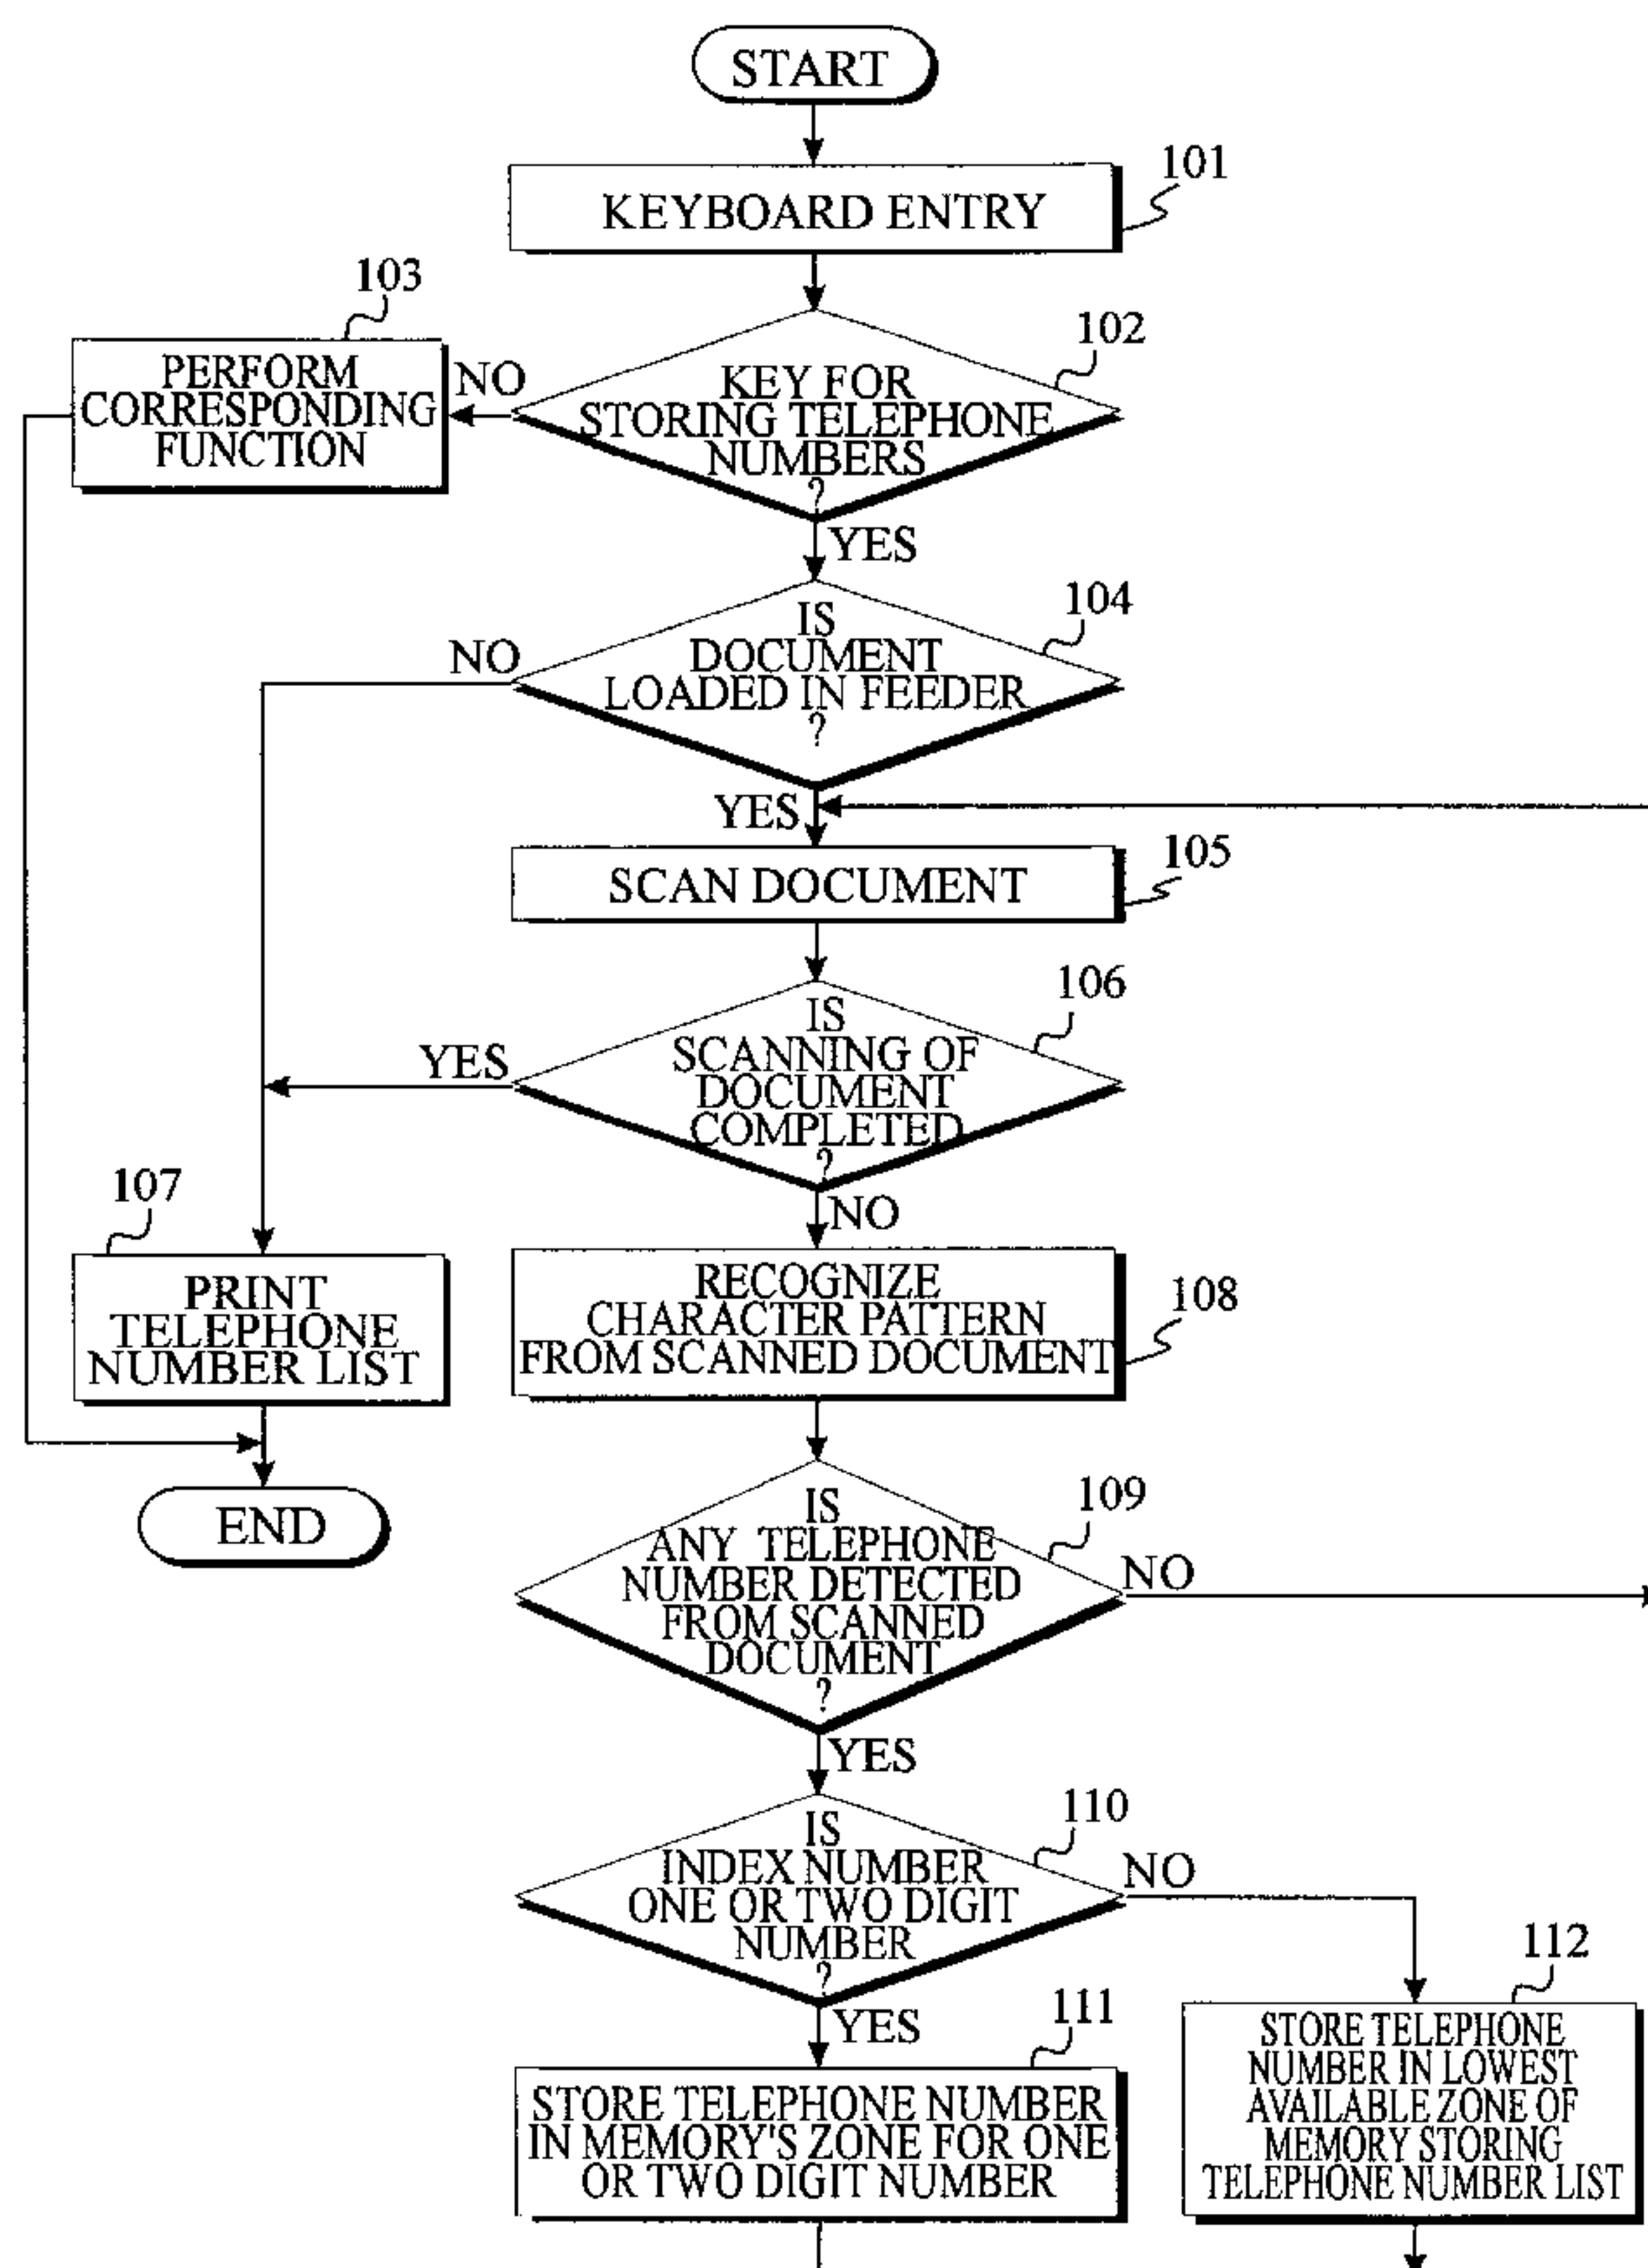 START
KEYBOARD ENTRY
101
103
PERFORM
CORRESPONDING
FUNCTION
NO
102
KEY FOR
STORING TELEPHONE
NUMBERS
?
YES
104
IS
DOCUMENT
LOADED IN FEEDER
?
NO
YES
SCAN DOCUMENT
105
106
IS
SCANNING OF
DOCUMENT
COMPLETED
?
YES
NO
107
PRINT
TELEPHONE
NUMBER LIST
RECOGNIZE
CHARACTER PATTERN
FROM SCANNED DOCUMENT
108
END
109
IS
ANY TELEPHONE
NUMBER DETECTED
FROM SCANNED
DOCUMENT
?
NO
YES
110
IS
INDEX NUMBER
ONE OR TWO DIGIT
NUMBER
?
NO
YES
111
STORE TELEPHONE NUMBER
IN MEMORY'S ZONE FOR ONE
OR TWO DIGIT NUMBER
112
STORE TELEPHONE
NUMBER IN LOWEST
AVAILABLE ZONE OF
MEMORY STORING
TELEPHONE NUMBER LIST